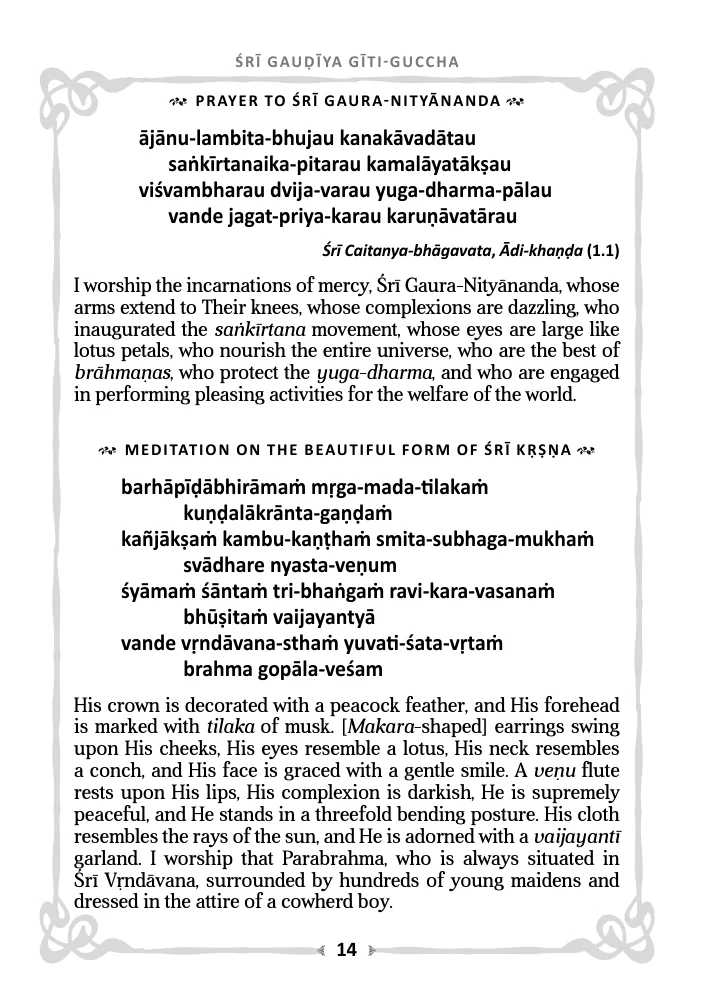 ŚRĪ GAUḌĪYA GĪTI-GUCCHA
PRAYER TO ŚRĪ GAURA-NITYĀNANDA
ājānu-lambita-bhujau kanakāvadātau
saṅkīrtanaika-pitarau kamalāyatākṣau
viśvambharau dvija-varau yuga-dharma-pālau
vande jagat-priya-karau karuṇāvatārau
Śrī Caitanya-bhāgavata, Ādi-khaṇḍa (1.1)
I worship the incarnations of mercy, Śrī Gaura-Nityānanda, whose
arms extend to Their knees, whose complexions are dazzling, who
inaugurated the saṅkīrtana movement, whose eyes are large like
lotus petals, who nourish the entire universe, who are the best of
brāhmaṇas, who protect the yuga-dharma, and who are engaged
in performing pleasing activities for the welfare of the world.
MEDITATION ON THE BEAUTIFUL FORM OF ŚRĪ KṚṢṆA
barhāpīḍābhirāmaṁ mṛga-mada-tilakaṁ
kuṇḍalākrānta-gaṇḍaṁ
kañjākṣaṁ kambu-kaṇṭhaṁ smita-subhaga-mukhaṁ
svādhare nyasta-veṇum
śyāmaṁ śāntaṁ tri-bhaṅgaṁ ravi-kara-vasanaṁ
bhūṣitaṁ vaijayantyā
vande vṛndāvana-sthaṁ yuvati-śata-vṛtaṁ
brahma gopāla-veśam
His crown is decorated with a peacock feather, and His forehead
is marked with tilaka of musk. [Makara-shaped] earrings swing
upon His cheeks, His eyes resemble a lotus, His neck resembles
a conch, and His face is graced with a gentle smile. A veṇu flute
rests upon His lips, His complexion is darkish, He is supremely
peaceful, and He stands in a threefold bending posture. His cloth
resembles the rays of the sun, and He is adorned with a vaijayantī
garland. I worship that Parabrahma, who is always situated in
Śrī Vṛndāvana, surrounded by hundreds of young maidens and
dressed in the attire of a cowherd boy.
14